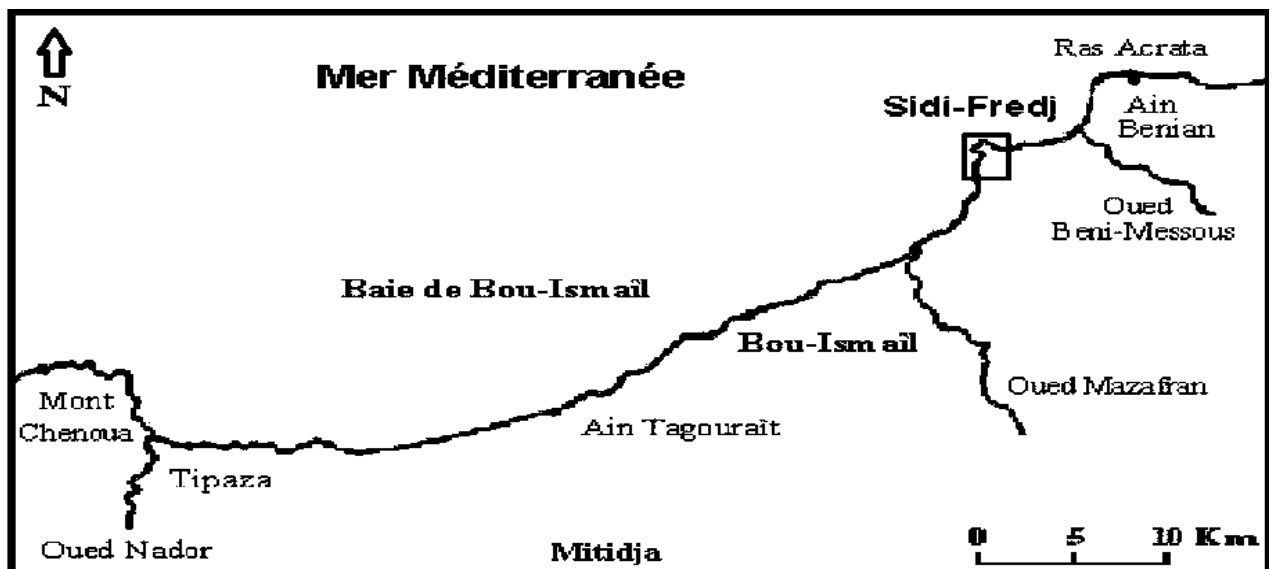 Ras Acrata
Mer Méditerranée
N
Sidi-Fredj
Ain
Benian
Oued
Beni-Messous
Baie de Bou-Ismaïl
Bou-Ismaïl
Oued Mazafran
Mont
Chenoua
Ain Tagouraït
Tipaza
Oued Nador
Mitidja
0 5 10 Km